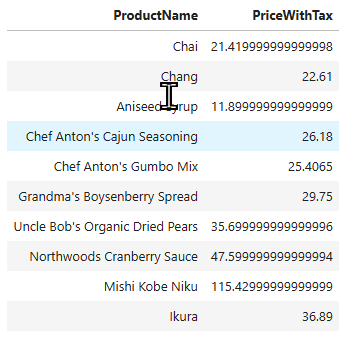 ProductName PriceWithTax
Chai 21.419999999999998
Chang 22.61
Aniseed Syrup 11.899999999999999
Chef Anton's Cajun Seasoning 26.18
Chef Anton's Gumbo Mix 25.4065
Grandma's Boysenberry Spread 29.75
Uncle Bob's Organic Dried Pears 35.699999999999996
Northwoods Cranberry Sauce 47.599999999999994
Mishi Kobe Niku 115.42999999999999
Ikura 36.89